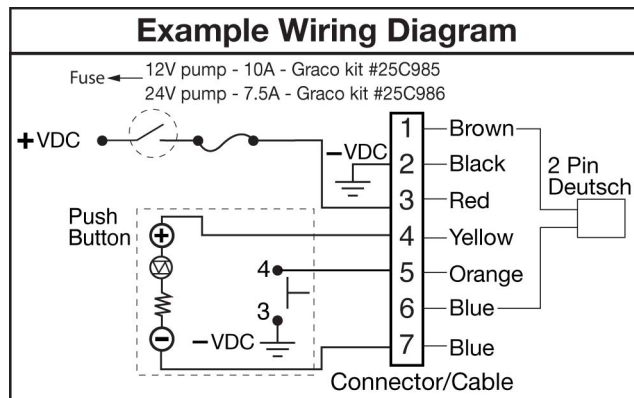 Example Wiring Diagram
Fuse
12V pump - 10A - Graco kit #25C985
24V pump - 7.5A - Graco kit #25C986
+ VDC
–VDC
1 Brown
2 Black
3 Red
4 Yellow
5 Orange
6 Blue
7 Blue
2 Pin
Deutsch
Push
Button
+
4
3
–
–VDC
Connector/Cable